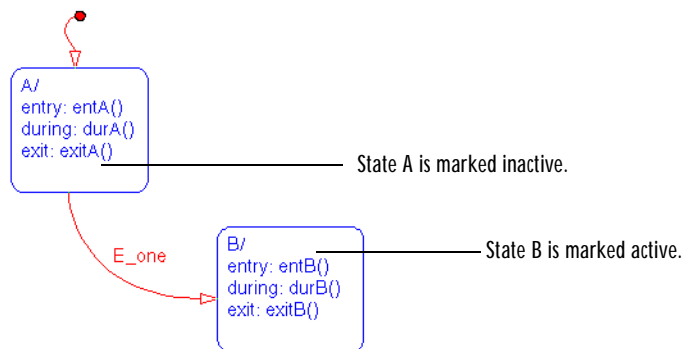 A/
entry: entA()
during: durA()
exit: exitA()
State A is marked inactive.
E_one
B/
entry: entB()
during: durB()
exit: exitB()
State B is marked active.